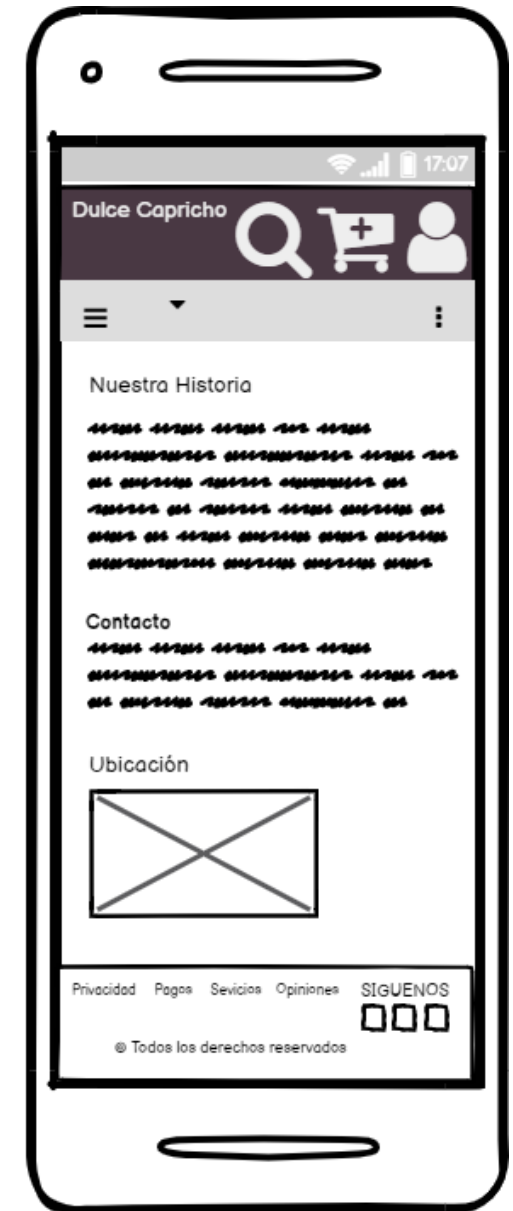 17:07
Dulce Capricho
Nuestra Historia
Contacto
Ubicación
Privacidad Pagos Sevicios Opiniones SIGUENOS
© Todos los derechos reservados